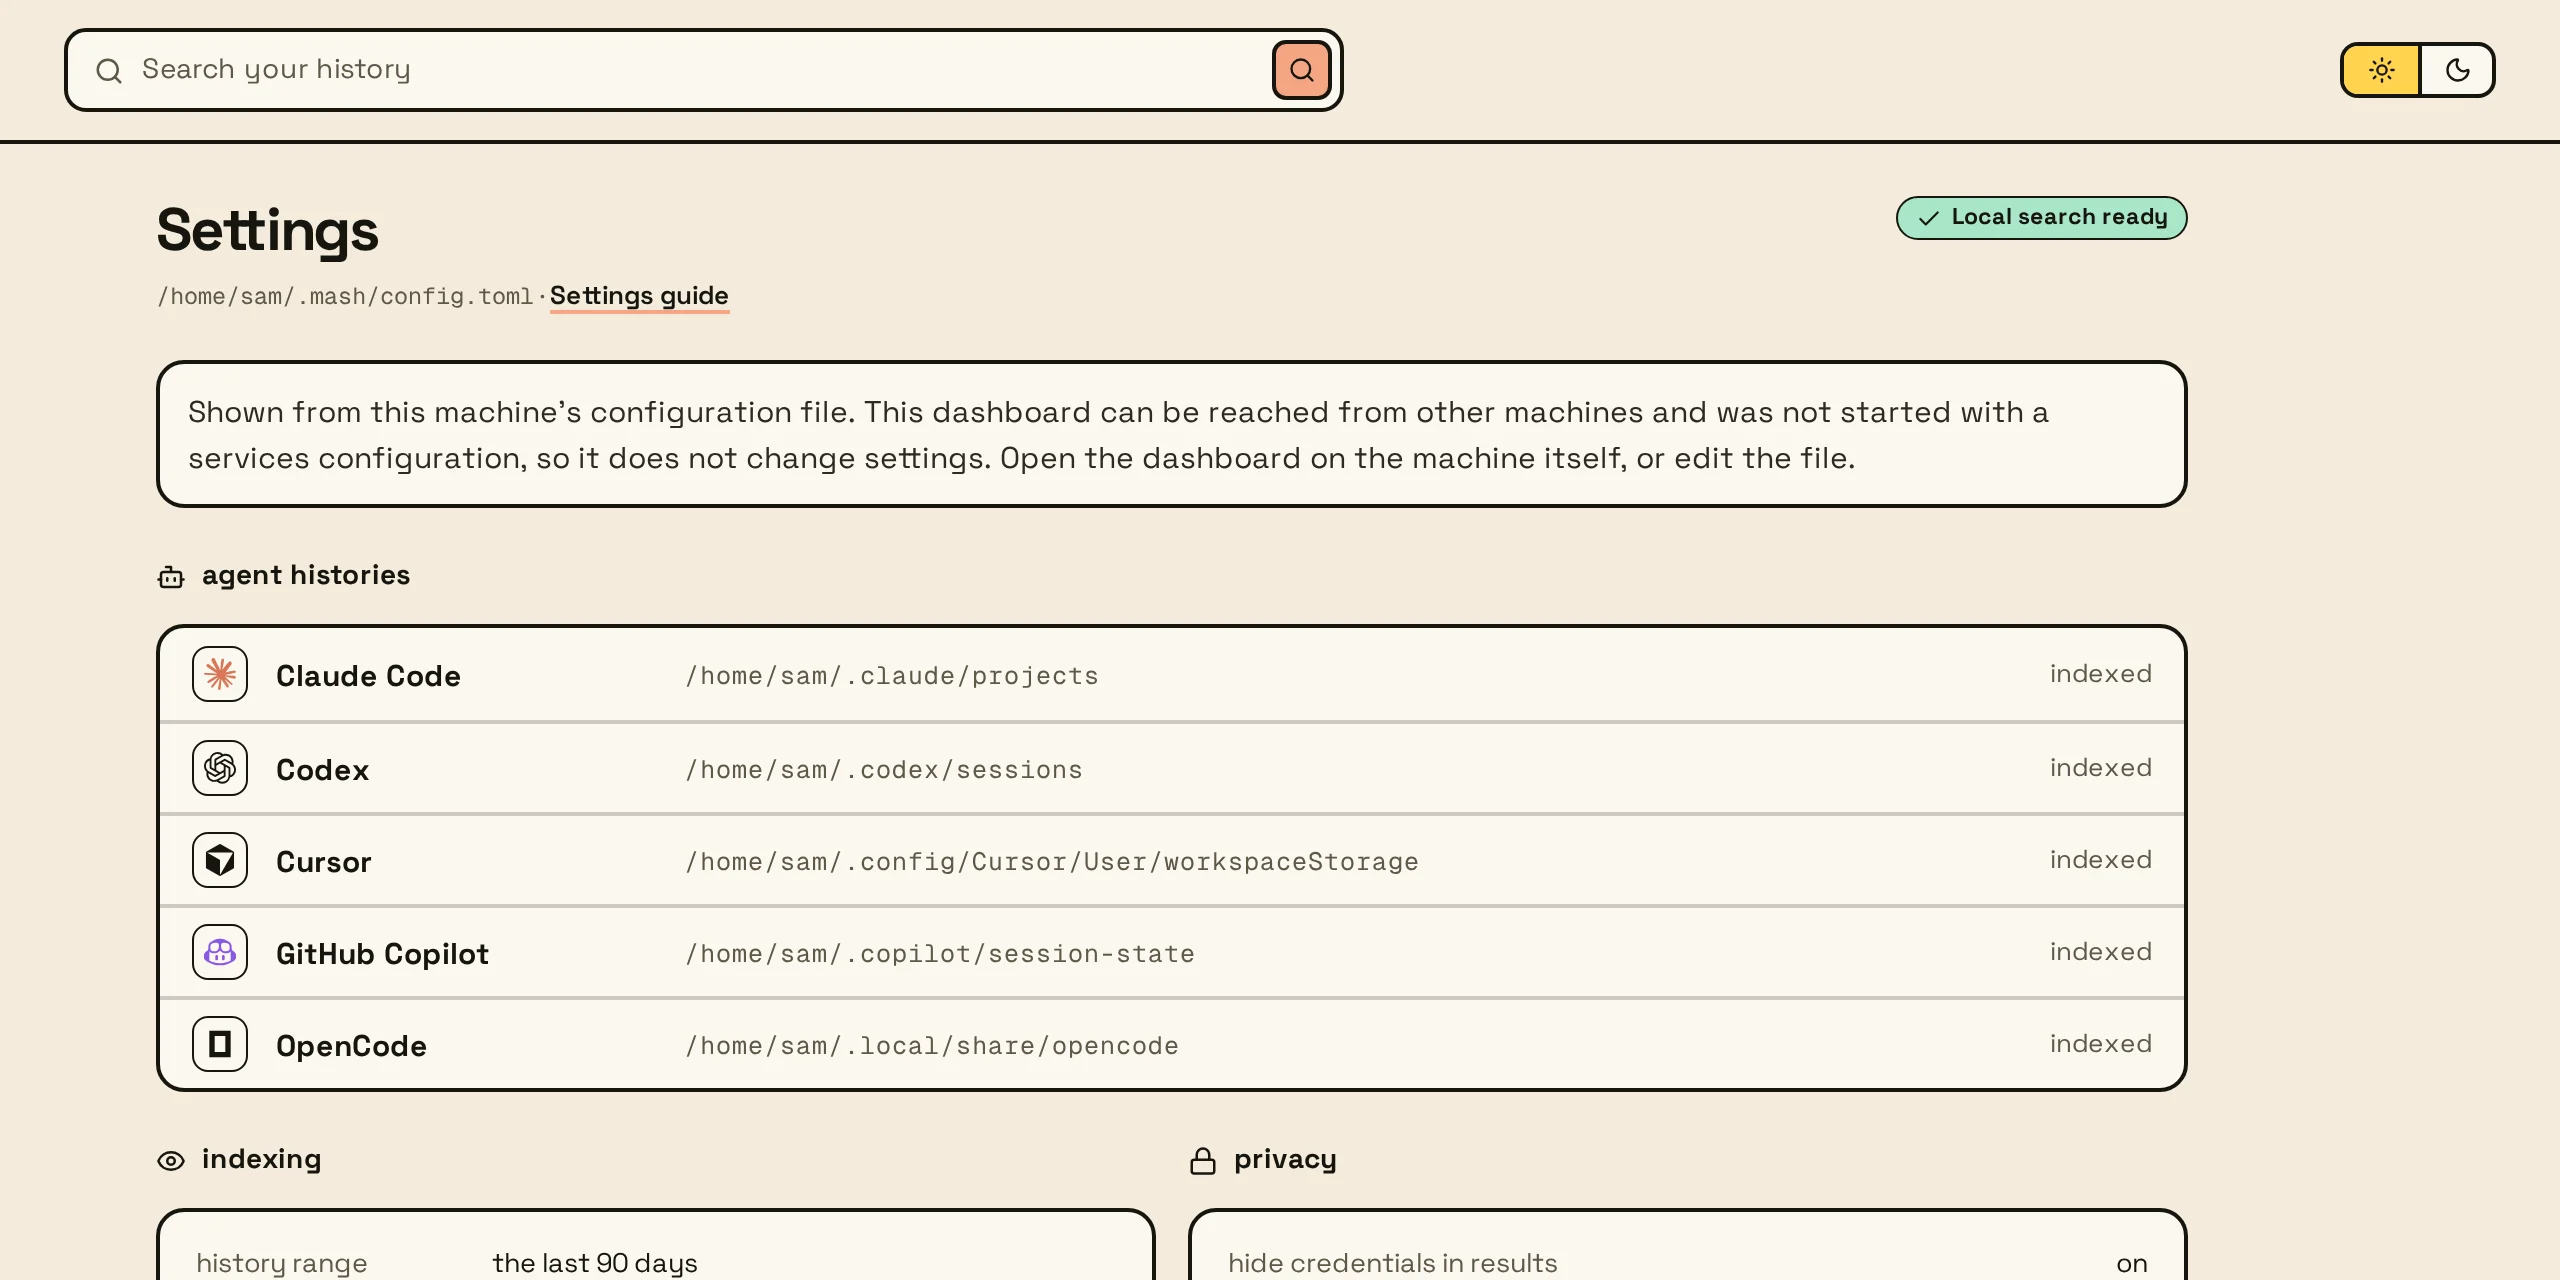 Search your history
Settings
Local search ready
/home/sam/.mash/config.toml · Settings guide
Shown from this machine’s configuration file. This dashboard can be reached from other machines and was not started with a
services configuration, so it does not change settings. Open the dashboard on the machine itself, or edit the file.
agent histories
Claude Code /home/sam/.claude/projects indexed
Codex /home/sam/.codex/sessions indexed
Cursor /home/sam/.config/Cursor/User/workspaceStorage indexed
GitHub Copilot /home/sam/.copilot/session-state indexed
OpenCode /home/sam/.local/share/opencode indexed
indexing
history range the last 90 days
privacy
hide credentials in results on